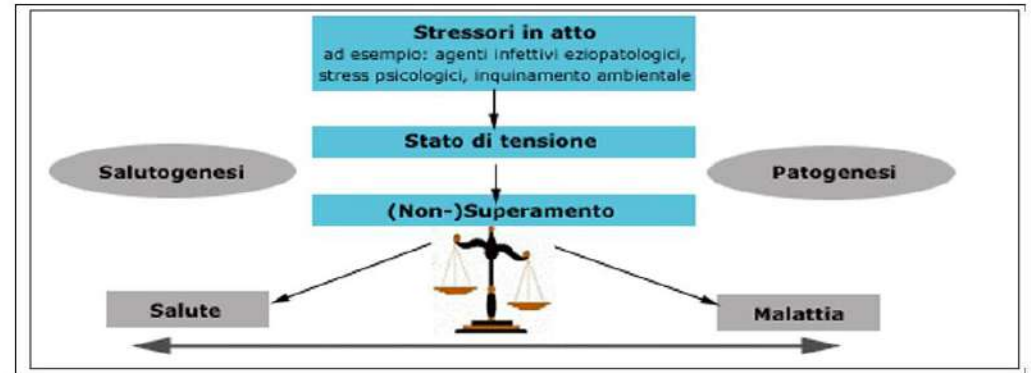 Stressori in atto
ad esempio: agenti infettivi eziopatologici,
stress psicologici, inquinamento ambientale
Stato di tensione
Salutogenesi
Patogenesi
(Non-)Superamento
Salute
Malattia